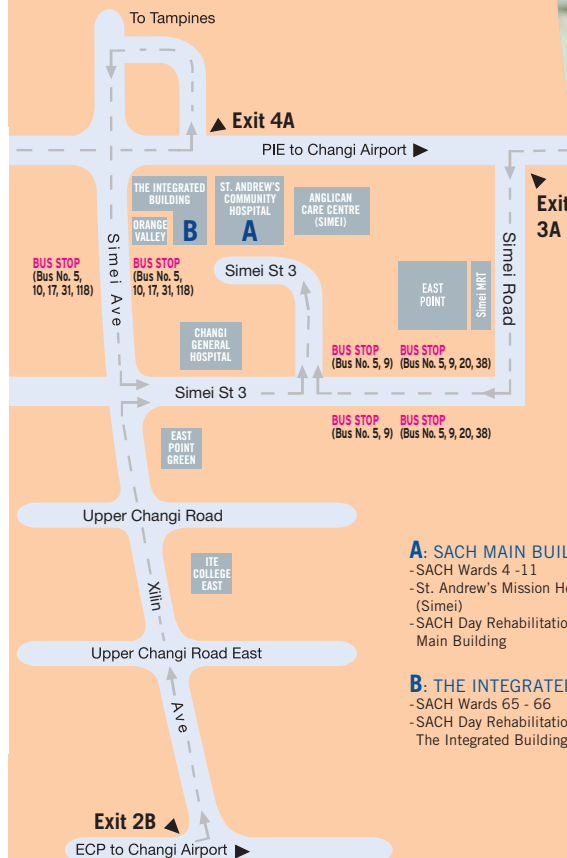 To Tampines
Exit 4A
PIE to Changi Airport
Exit
3A
THE INTEGRATED
BUILDING
ORANGE
VALLEY
B
ST. ANDREW'S
COMMUNITY
HOSPITAL
A
ANGLICAN
CARE CENTRE
(SIMEI)
Simei Ave
BUS STOP
(Bus No. 5,
10, 17, 31, 118)
BUS STOP
(Bus No. 5,
10, 17, 31, 118)
Simei St 3
EAST
POINT
Simei MRT
Simei Road
CHANGI
GENERAL
HOSPITAL
BUS STOP
(Bus No. 5, 9)
BUS STOP
(Bus No. 5, 9, 20, 38)
Simei St 3
BUS STOP
(Bus No. 5, 9)
BUS STOP
(Bus No. 5, 9, 20, 38)
EAST
POINT
GREEN
Upper Changi Road
ITE
COLLEGE
EAST
Xilin Ave
Upper Changi Road East
Exit 2B
ECP to Changi Airport
A: SACH MAIN
-SACH Wards 4 -11
-St. Andrew's Mission
(Simei)
-SACH Day
Main Building
B: THE
-SACH Wards 65 - 66
-SACH Day
The Integrated Building